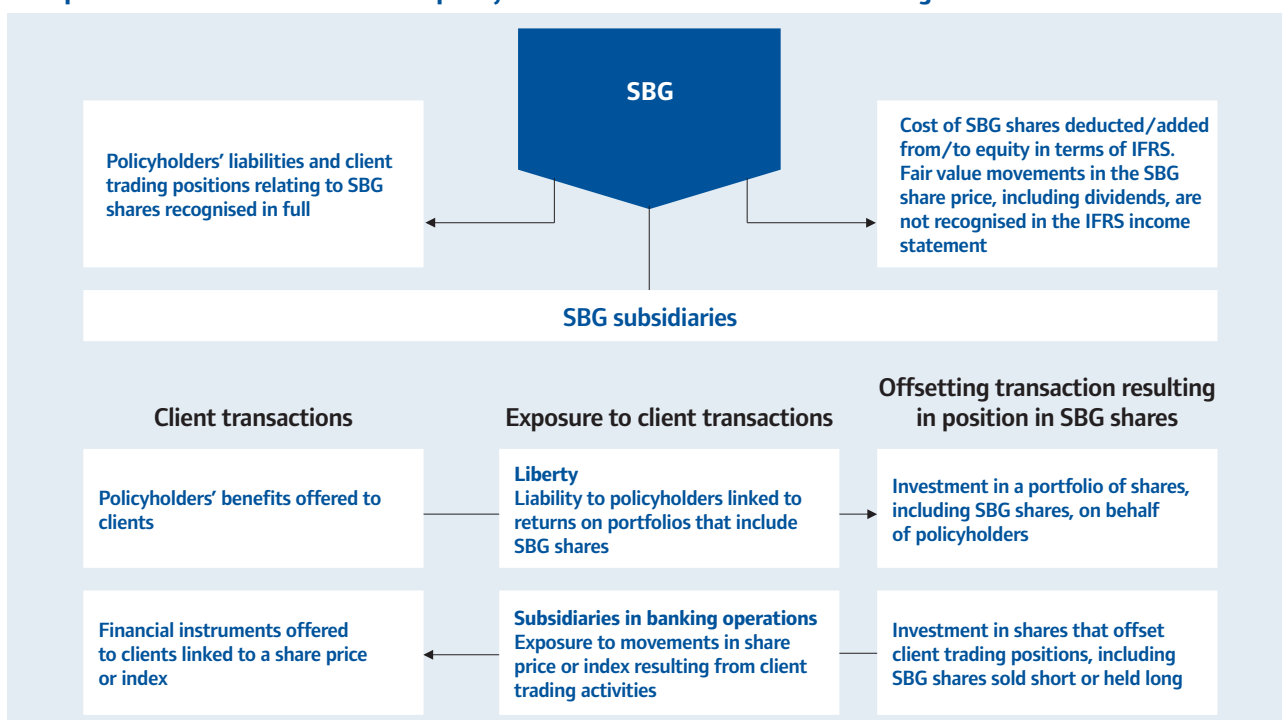 SBG
Policyholders’ liabilities and client
trading positions relating to SBG
shares recognised in full
Cost of SBG shares deducted/added
from/to equity in terms of IFRS.
Fair value movements in the SBG
share price, including dividends, are
not recognised in the IFRS income
statement
SBG subsidiaries
Client transactions
Exposure to client transactions
Offsetting transaction resulting
in position in SBG shares
Policyholders’ benefits offered to
clients
Liberty
Liability to policyholders linked to
returns on portfolios that include
SBG shares
Investment in a portfolio of shares,
including SBG shares, on behalf
of policyholders
Financial instruments offered
to clients linked to a share price
or index
Subsidiaries in banking operations
Exposure to movements in share
price or index resulting from client
trading activities
Investment in shares that offset
client trading positions, including
SBG shares sold short or held long